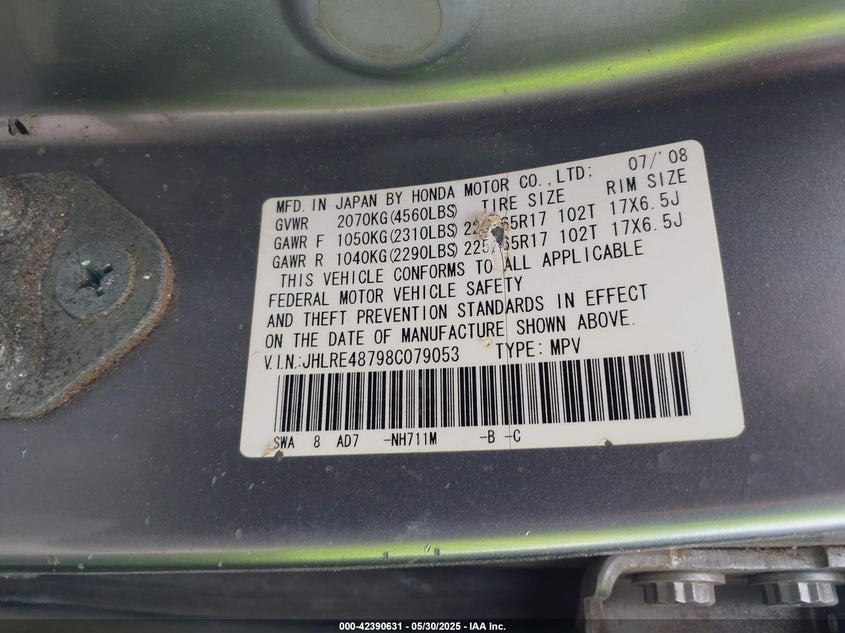 MFD. IN JAPAN BY HONDA MOTOR CO.,LTD; 07/'08
GVWR 2070KG(4560LBS) TIRE SIZE RIM SIZE
GAWR F 1050KG(2310LBS) 102T 17X6.5J
GAWR R 1040KG(2290LBS) 102T 17X6.5J
THIS VEHICLE CONFORMS TO ALL APPLICABLE
FEDERAL MOTOR VEHICLE SAFETY
AND THEFT PREVENTION STANDARDS IN EFFECT
ON THE DATE OF MANUFACTURE SHOWN ABOVE.
V.I.N.:JHLRE48798C079053 TYPE:MPV
SWA 8 AD7 -NH711M -B -C
000-42390631 - 05/30/2025 - IAA Inc.